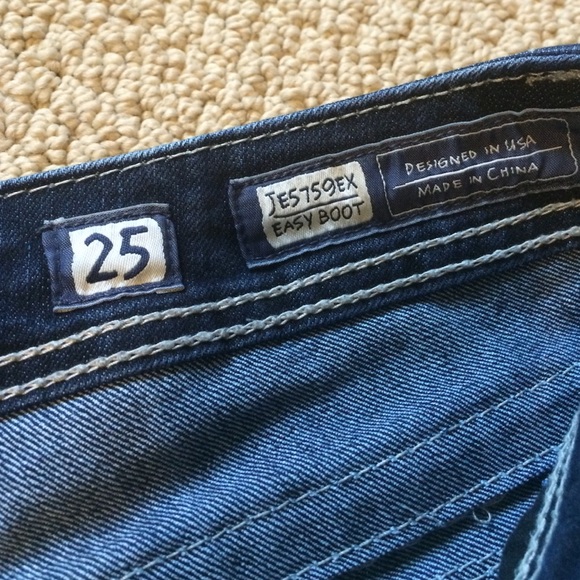 25
JE5759EX
EASY BOOT
DESIGNED IN USA
MADE IN CHINA